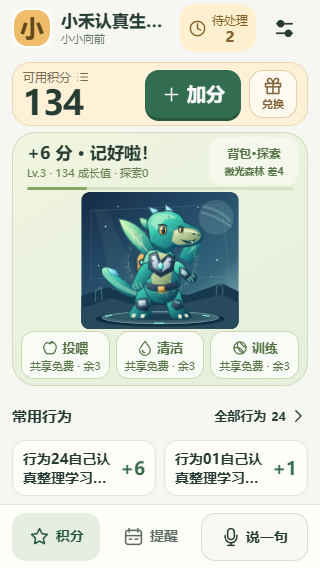 小
小禾认真生...
小小向前
待处理
2
可用积分
134
+ 加分
兑换
+6 分·记好啦!
Lv.3 · 134 成长值 · 探索0
背包·探索
微光森林 差4
投喂
共享免费 · 余3
清洁
共享免费 · 余3
训练
共享免费 · 余3
常用行为
全部行为 24
行为24自己认
真整理学习...
+6
行为01自己认
真整理学习...
+1
积分
提醒
说一句